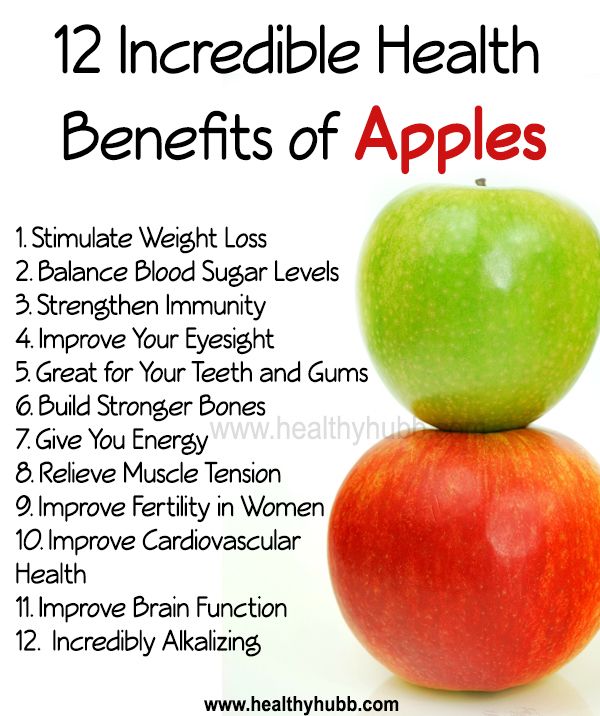 12 Incredible Health
Benefits of Apples
1. Stimulate Weight Loss
2. Balance Blood Sugar Levels
3. Strengthen Immunity
4. Improve Your Eyesight
5. Great for Your Teeth and Gums
6. Build Stronger Bones
www.healthyhubb.com
7. Give You Energy
8. Relieve Muscle Tension
9. Improve Fertility in Women
10. Improve Cardiovascular
Health
11. Improve Brain Function
12. Incredibly Alkalizing
www.healthyhubb.com